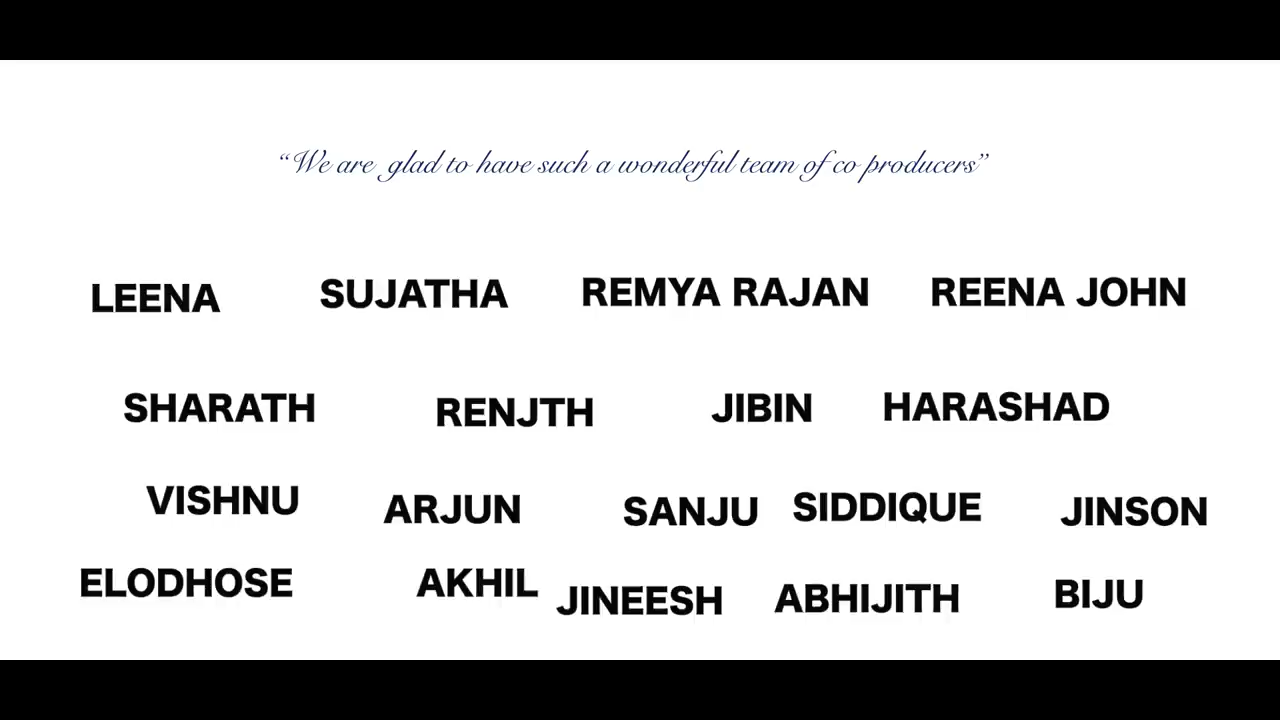 “We are glad to have such a wonderful team of co producers”
LEENA SUJATHA REMYA RAJAN REENA JOHN
SHARATH RENJTH JIBIN HARASHAD
VISHNU ARJUN SANJU SIDDIQUE JINSON
ELODHOSE AKHIL JINEESH ABHIJITH BIJU